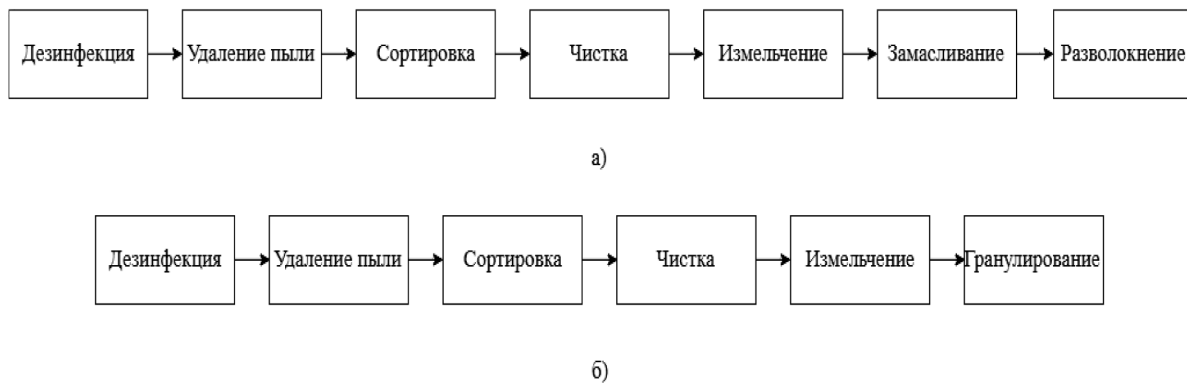 Дезинфекция
Удаление пыли
Сортировка
Чистка
Измельчение
Замасливание
Разволокнение
а)
Дезинфекция
Удаление пыли
Сортировка
Чистка
Измельчение
Гранулирование
б)